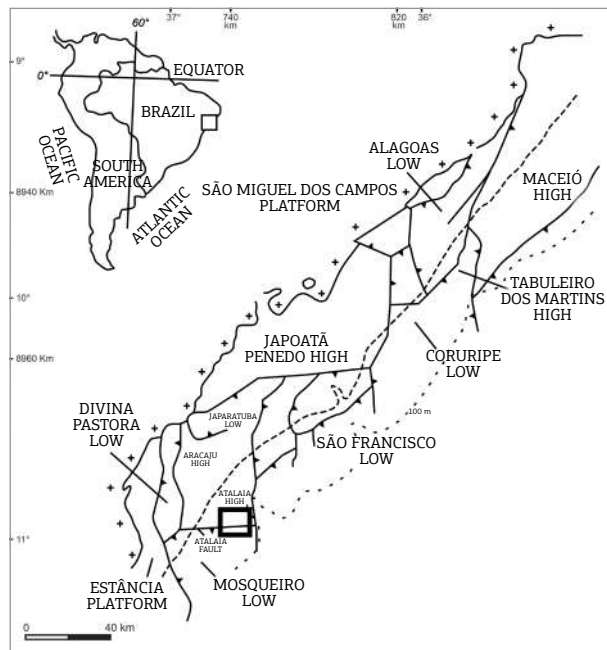 37°
740
km
820
km
36°
60°
9°
0°
EQUATOR
BRAZIL
PACIFIC
OCEAN
SOUTH
AMERICA
ATLANTIC
OCEAN
ALAGOAS
LOW
MACEIÓ
HIGH
8940 Km
SÃO MIGUEL DOS CAMPOS
PLATFORM
TABULEIRO
DOS MARTINS
HIGH
10°
JAPOATÃ
PENEDO HIGH
CORURIPE
LOW
8960 Km
100 m
DIVINA
PASTORA
LOW
JAPARATUBA
LOW
SÃO FRANCISCO
LOW
ARACAJU
HIGH
ATALAIA
HIGH
11°
ATALAIA
FAULT
ESTÂNCIA
PLATFORM
MOSQUEIRO
LOW
0
40 km